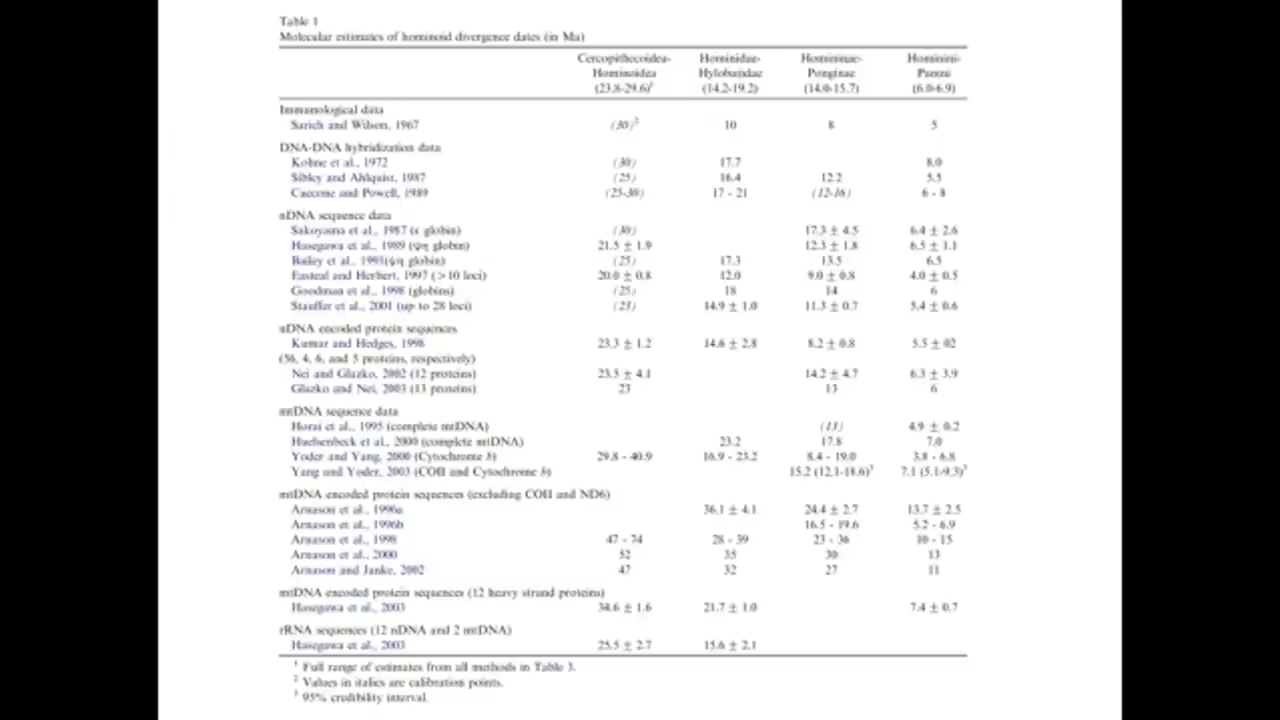 Table 1
Molecular estimates of hominoid divergence dates (in Ma)
Cercopithecoidea-Hominoidea (23.8-29.6)¹ Hominidae-Hylobatidae (14.2-19.2) Homininae-Ponginae (14.0-15.7) Hominini-Panini (6.0-6.9)
Immunological data
Sarich and Wilson, 1967 (30)² 10 8 5
DNA-DNA hybridization data
Kohne et al., 1972 (30) 17.7 8.0
Sibley and Ahlquist, 1987 (25) 16.4 12.2 5.5
Caccone and Powell, 1989 (25-30) 17 - 21 (12-16) 6 - 8
nDNA sequence data
Sakoyama et al., 1987 (ε globin) (30) 17.3 ± 4.5 6.4 ± 2.6
Hasegawa et al., 1989 (ψη globin) 21.5 ± 1.9 12.3 ± 1.8 6.5 ± 1.1
Bailey et al., 1991(ψη globin) (25) 17.3 13.5 6.5
Easteal and Herbert, 1997 (>10 loci) 20.0 ± 0.8 12.0 9.0 ± 0.8 4.0 ± 0.5
Goodman et al., 1998 (globins) (25) 18 14 6
Stauffer et al., 2001 (up to 28 loci) (23) 14.9 ± 1.0 11.3 ± 0.7 5.4 ± 0.6
nDNA encoded protein sequences
Kumar and Hedges, 1998 23.3 ± 1.2 14.6 ± 2.8 8.2 ± 0.8 5.5 ± 02
(56, 4, 6, and 5 proteins, respectively)
Nei and Glazko, 2002 (12 proteins) 23.5 ± 4.1 14.2 ± 4.7 6.3 ± 3.9
Glazko and Nei, 2003 (13 proteins) 23 13 6
mtDNA sequence data
Horai et al., 1995 (complete mtDNA) (13) 4.9 ± 0.2
Huelsenbeck et al., 2000 (complete mtDNA) 23.2 17.8 7.0
Yoder and Yang, 2000 (Cytochrome b) 29.8 - 40.9 16.9 - 23.2 8.4 - 19.0 3.8 - 6.8
Yang and Yoder, 2003 (COII and Cytochrome b) 15.2 (12.1-18.6)³ 7.1 (5.1-9.3)³
mtDNA encoded protein sequences (excluding COII and ND6)
Arnason et al., 1996a 36.1 ± 4.1 24.4 ± 2.7 13.7 ± 2.5
Arnason et al., 1996b 16.5 - 19.6 5.2 - 6.9
Arnason et al., 1998 47 - 74 28 - 39 23 - 36 10 - 15
Arnason et al., 2000 52 35 30 13
Arnason and Janke, 2002 47 32 27 11
mtDNA encoded protein sequences (12 heavy strand proteins)
Hasegawa et al., 2003 34.6 ± 1.6 21.7 ± 1.0 7.4 ± 0.7
rRNA sequences (12 nDNA and 2 mtDNA)
Hasegawa et al., 2003 25.5 ± 2.7 15.6 ± 2.1
¹ Full range of estimates from all methods in Table 3.
² Values in italics are calibration points.
³ 95% credibility interval.